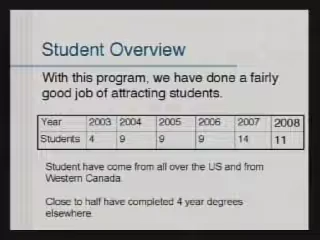 Student Overview
With this program, we have done a fairly
good job of attracting students.
Year 2003 2004 2005 2006 2007 2008
Students 4 9 9 9 14 11
Student have come from all over the US and from
Western Canada.
Close to half have completed 4 year degrees
elsewhere.